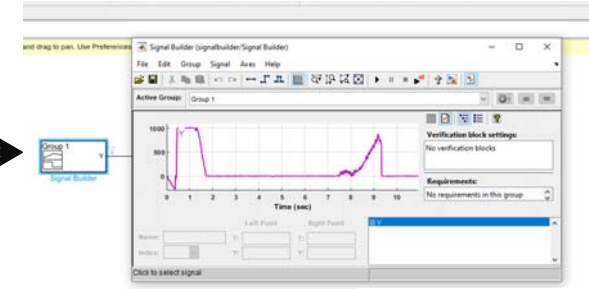 and drag to pan. Use Preferences
Signal Builder (signalbuilder/Signal Builder)
File Edit Group Signal Axes Help
Active Group: Group 1
1000
500
0
Y
0 1 2 3 4 5 6 7 8 9 10
Time (sec)
Verification block settings:
No verification blocks
Requirements:
No requirements in this group
Left Point Right Point
Name: T: T:
Index: Y: Y:
Y
Click to select signal
Group 1
Y
Signal Builder